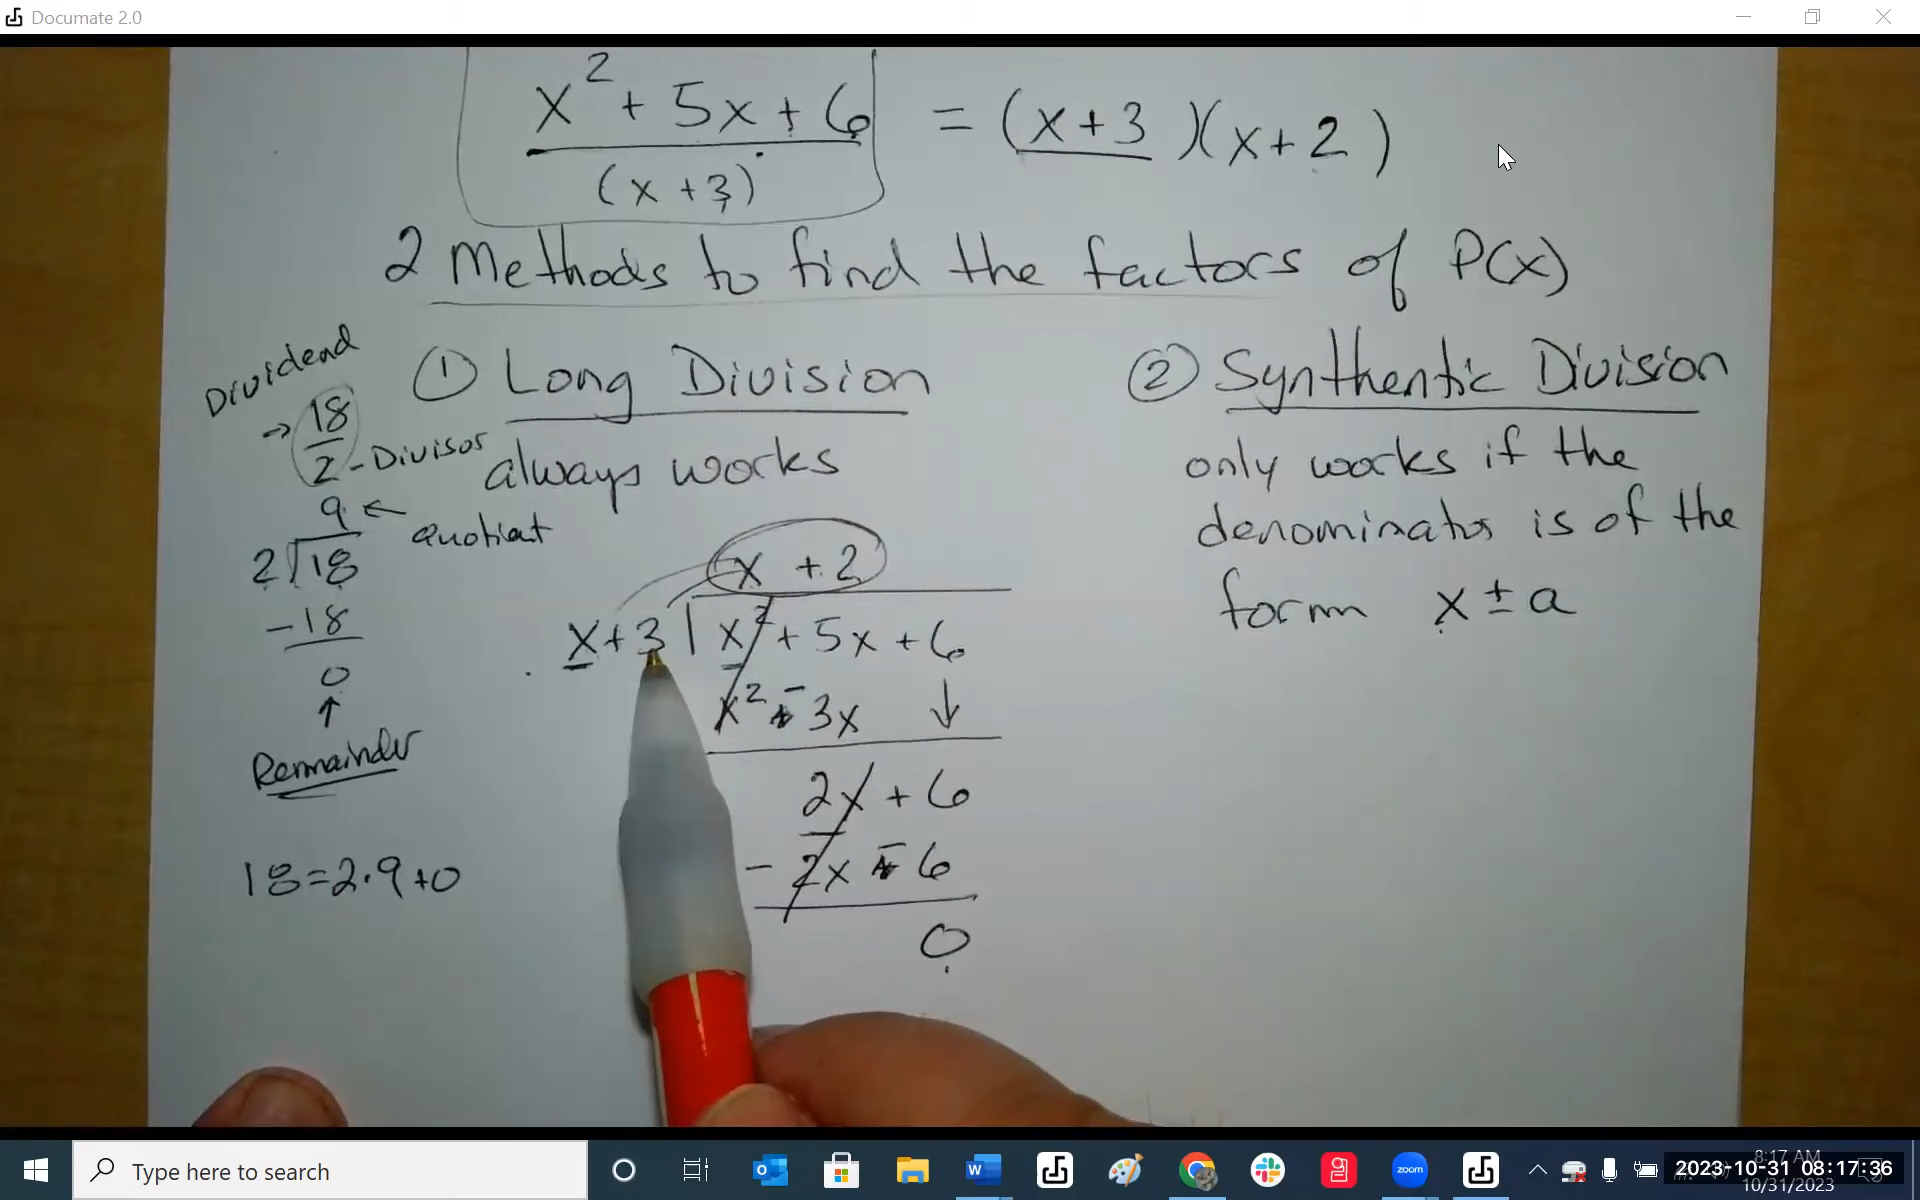 Documate 2.0
x² + 5x + 6 = (x+3)(x+2)
(x+3)
2 Methods to find the factors of P(x)
Dividend
→ 18
2 - Divisor
9 ← Quotient
2)18
-18
0
↑
Remainder
18=2·9+0
① Long Division
always works
x + 2
x+3 | x² + 5x + 6
x² - 3x ↓
2x + 6
- 2x - 6
0
② Synthentic Division
only works if the
denominator is of the
form x ± a
Type here to search
zoom
8:17 AM
2023-10-31 08:17:36
10/31/2023